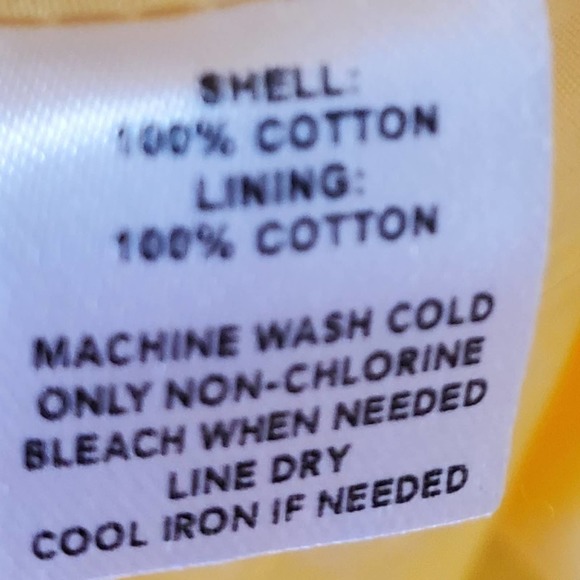 SHELL:
100% COTTON
LINING:
100% COTTON
MACHINE WASH COLD
ONLY NON-CHLORINE
BLEACH WHEN NEEDED
LINE DRY
COOL IRON IF NEEDED